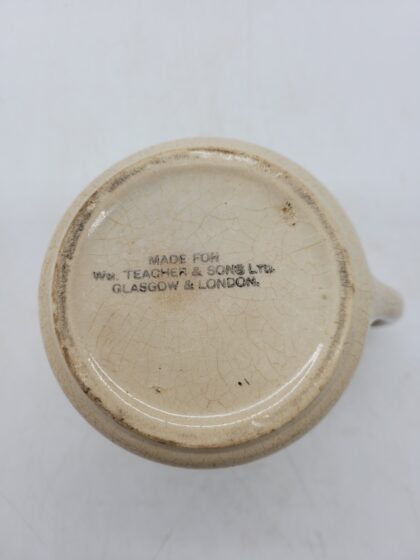 MADE FOR
Wm. TEACHER & SONS LTD.
GLASGOW & LONDON.